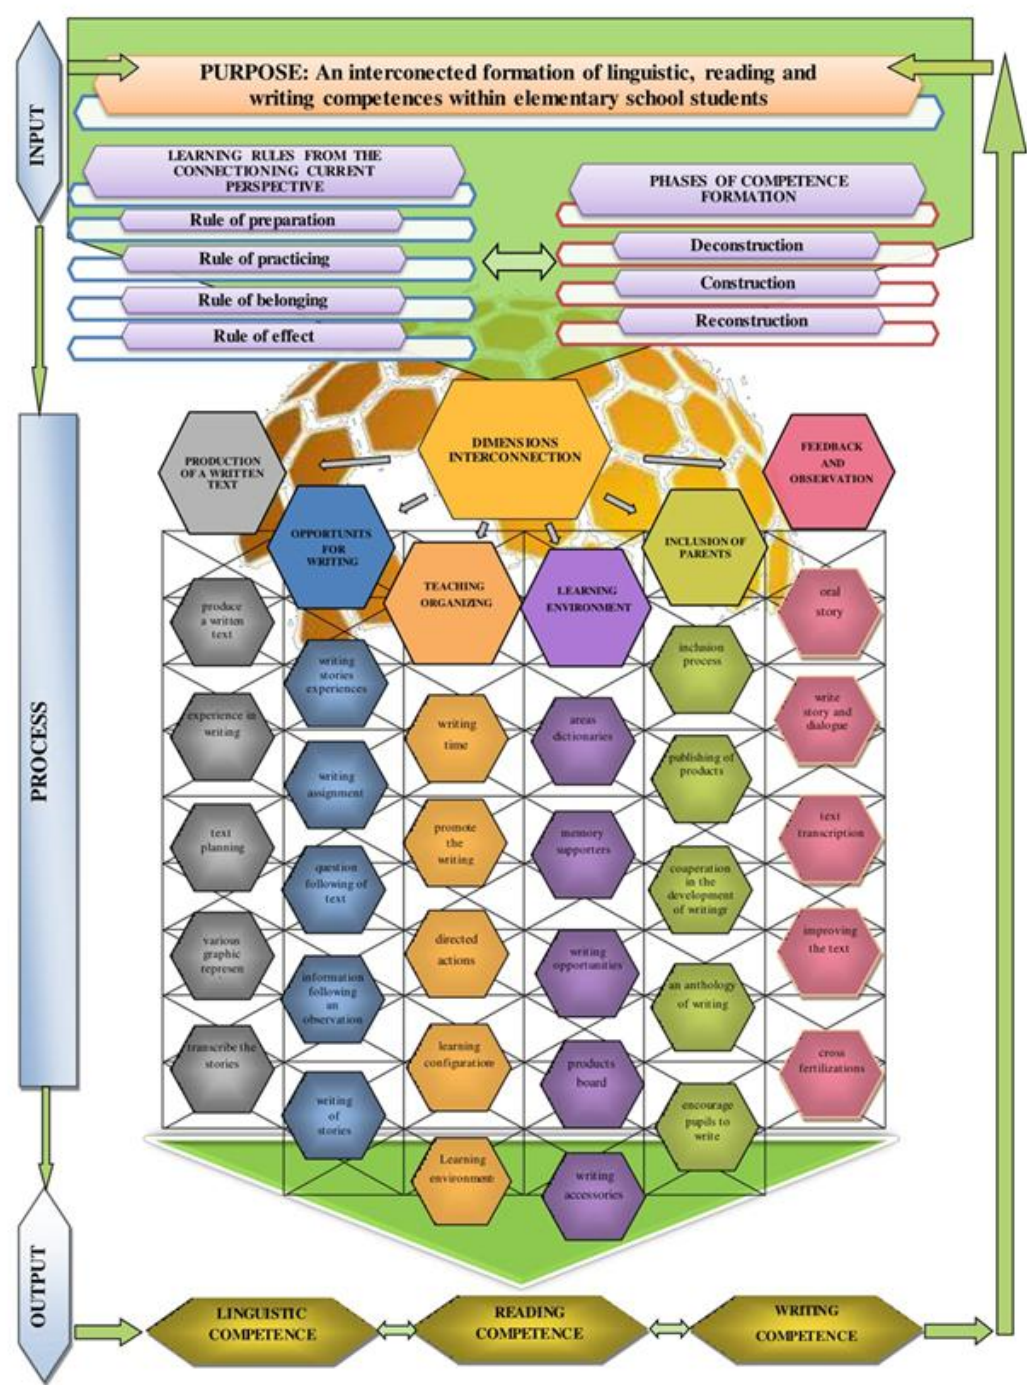 INPUT
PURPOSE: An interconected formation of linguistic, reading and
writing competences within elementary school students
LEARNING RULES FROM THE
CONNECTIONING CURRENT
PERSPECTIVE
Rule of preparation
Rule of practicing
Rule of belonging
Rule of effect
PHASES OF COMPETENCE
FORMATION
Deconstruction
Construction
Reconstruction
PROCESS
DIMENSIONS
INTERCONNECTION
PRODUCTION
OF A WRITTEN
TEXT
produce
a written
text
experience in
writing
text
planning
various
graphic
represen
transcribe the
stories
OPPORTUNITS
FOR
WRITING
writing
stories
experiences
writing
assignment
question
following of
text
information
following
an
observation
writing
of
stories
TEACHING
ORGANIZING
writing
time
promote
the
writing
directed
actions
learning
configuration
Learning
environment
LEARNING
ENVIRONMENT
areas
dictionaries
memory
supporters
writing
opportunities
products
board
writing
accessories
INCLUSION OF
PARENTS
inclusion
process
publishing of
products
cooperation
in the
development
of writingr
an anthology
of writing
encourage
pupils to
write
FEEDBACK
AND
OBSERVATION
oral
story
write
story and
dialogue
text
transcription
improving
the text
cross
fertilizations
OUTPUT
LINGUISTIC
COMPETENCE
READING
COMPETENCE
WRITING
COMPETENCE